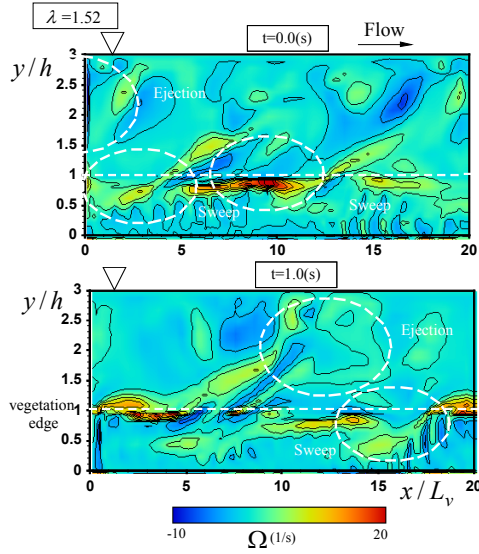 λ=1.52
t=0.0(s)
Flow
y/h
3
2.5
2
1.5
1
0.5
0
Ejection
Sweep
Sweep
0
5
10
15
20
t=1.0(s)
y/h
3
2.5
2
1.5
1
0.5
0
vegetation
edge
Ejection
Sweep
0
5
10
15
20
x/Lv
-10
20
Ω(1/s)